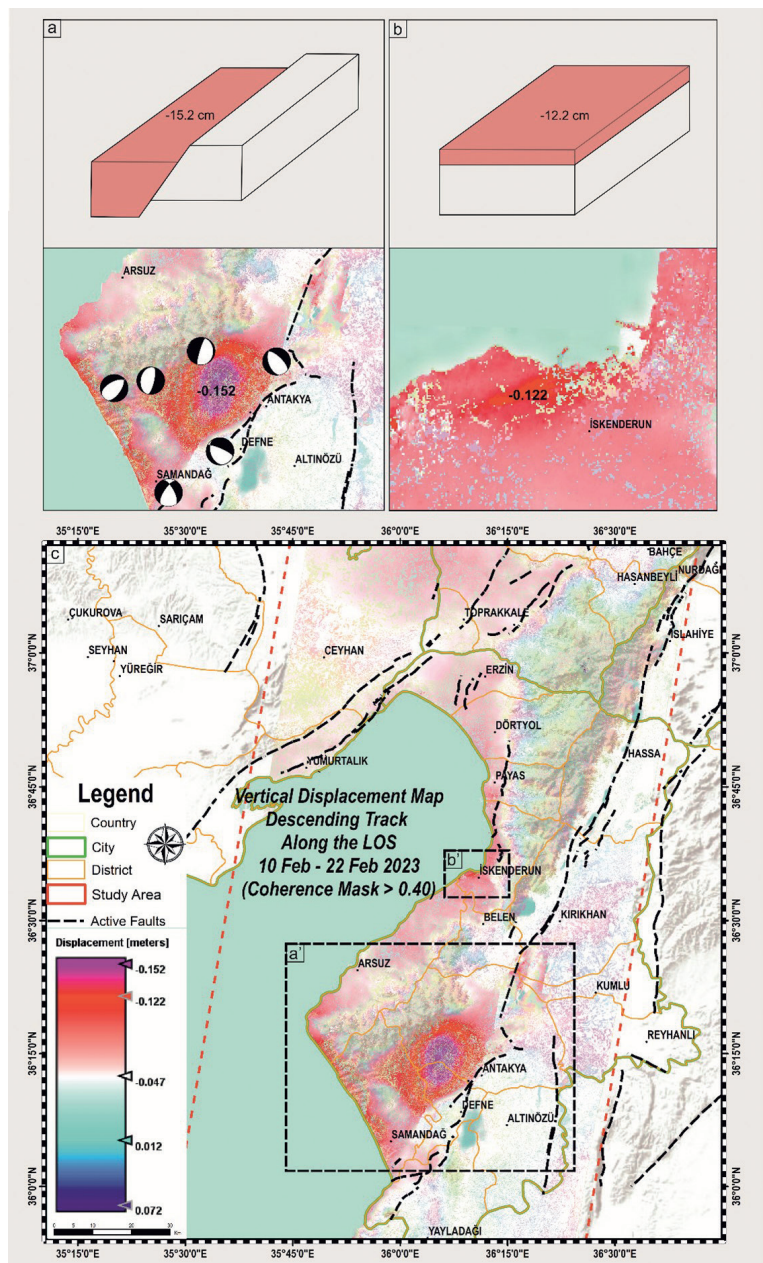 a
-15.2 cm
b
-12.2 cm
ARSUZ
-0.152
ANTAKYA
DEFNE
ALTINÖZÜ
SAMANDAĞ
-0.122
İSKENDERUN
35°15'0"E 35°30'0"E 35°45'0"E 36°0'0"E 36°15'0"E 36°30'0"E
c
BAHÇE
NURDAĞI
HASANBEYLİ
ÇUKUROVA
SARIÇAM
TOPRAKKALE
İSLAHİYE
SEYHAN
CEYHAN
YÜREĞİR
ERZİN
37°0'0"N
37°0'0"N
DÖRTYOL
HASSA
YUMURTALIK
PAYAS
36°45'0"N
36°45'0"N
Vertical Displacement Map
Descending Track
Along the LOS
10 Feb - 22 Feb 2023
(Coherence Mask > 0.40)
Legend
Country
City
District
Study Area
Active Faults
b'
İSKENDERUN
BELEN
KIRIKHAN
36°30'0"N
36°30'0"N
a'
ARSUZ
KUMLU
REYHANLI
36°15'0"N
36°15'0"N
ANTAKYA
DEFNE
ALTINÖZÜ
SAMANDAĞ
36°0'0"N
36°0'0"N
YAYLADAĞI
Displacement [meters]
-0.152
-0.122
-0.047
0.012
0.072
0 5 10 20 30
35°15'0"E 35°30'0"E 35°45'0"E 36°0'0"E 36°15'0"E 36°30'0"E